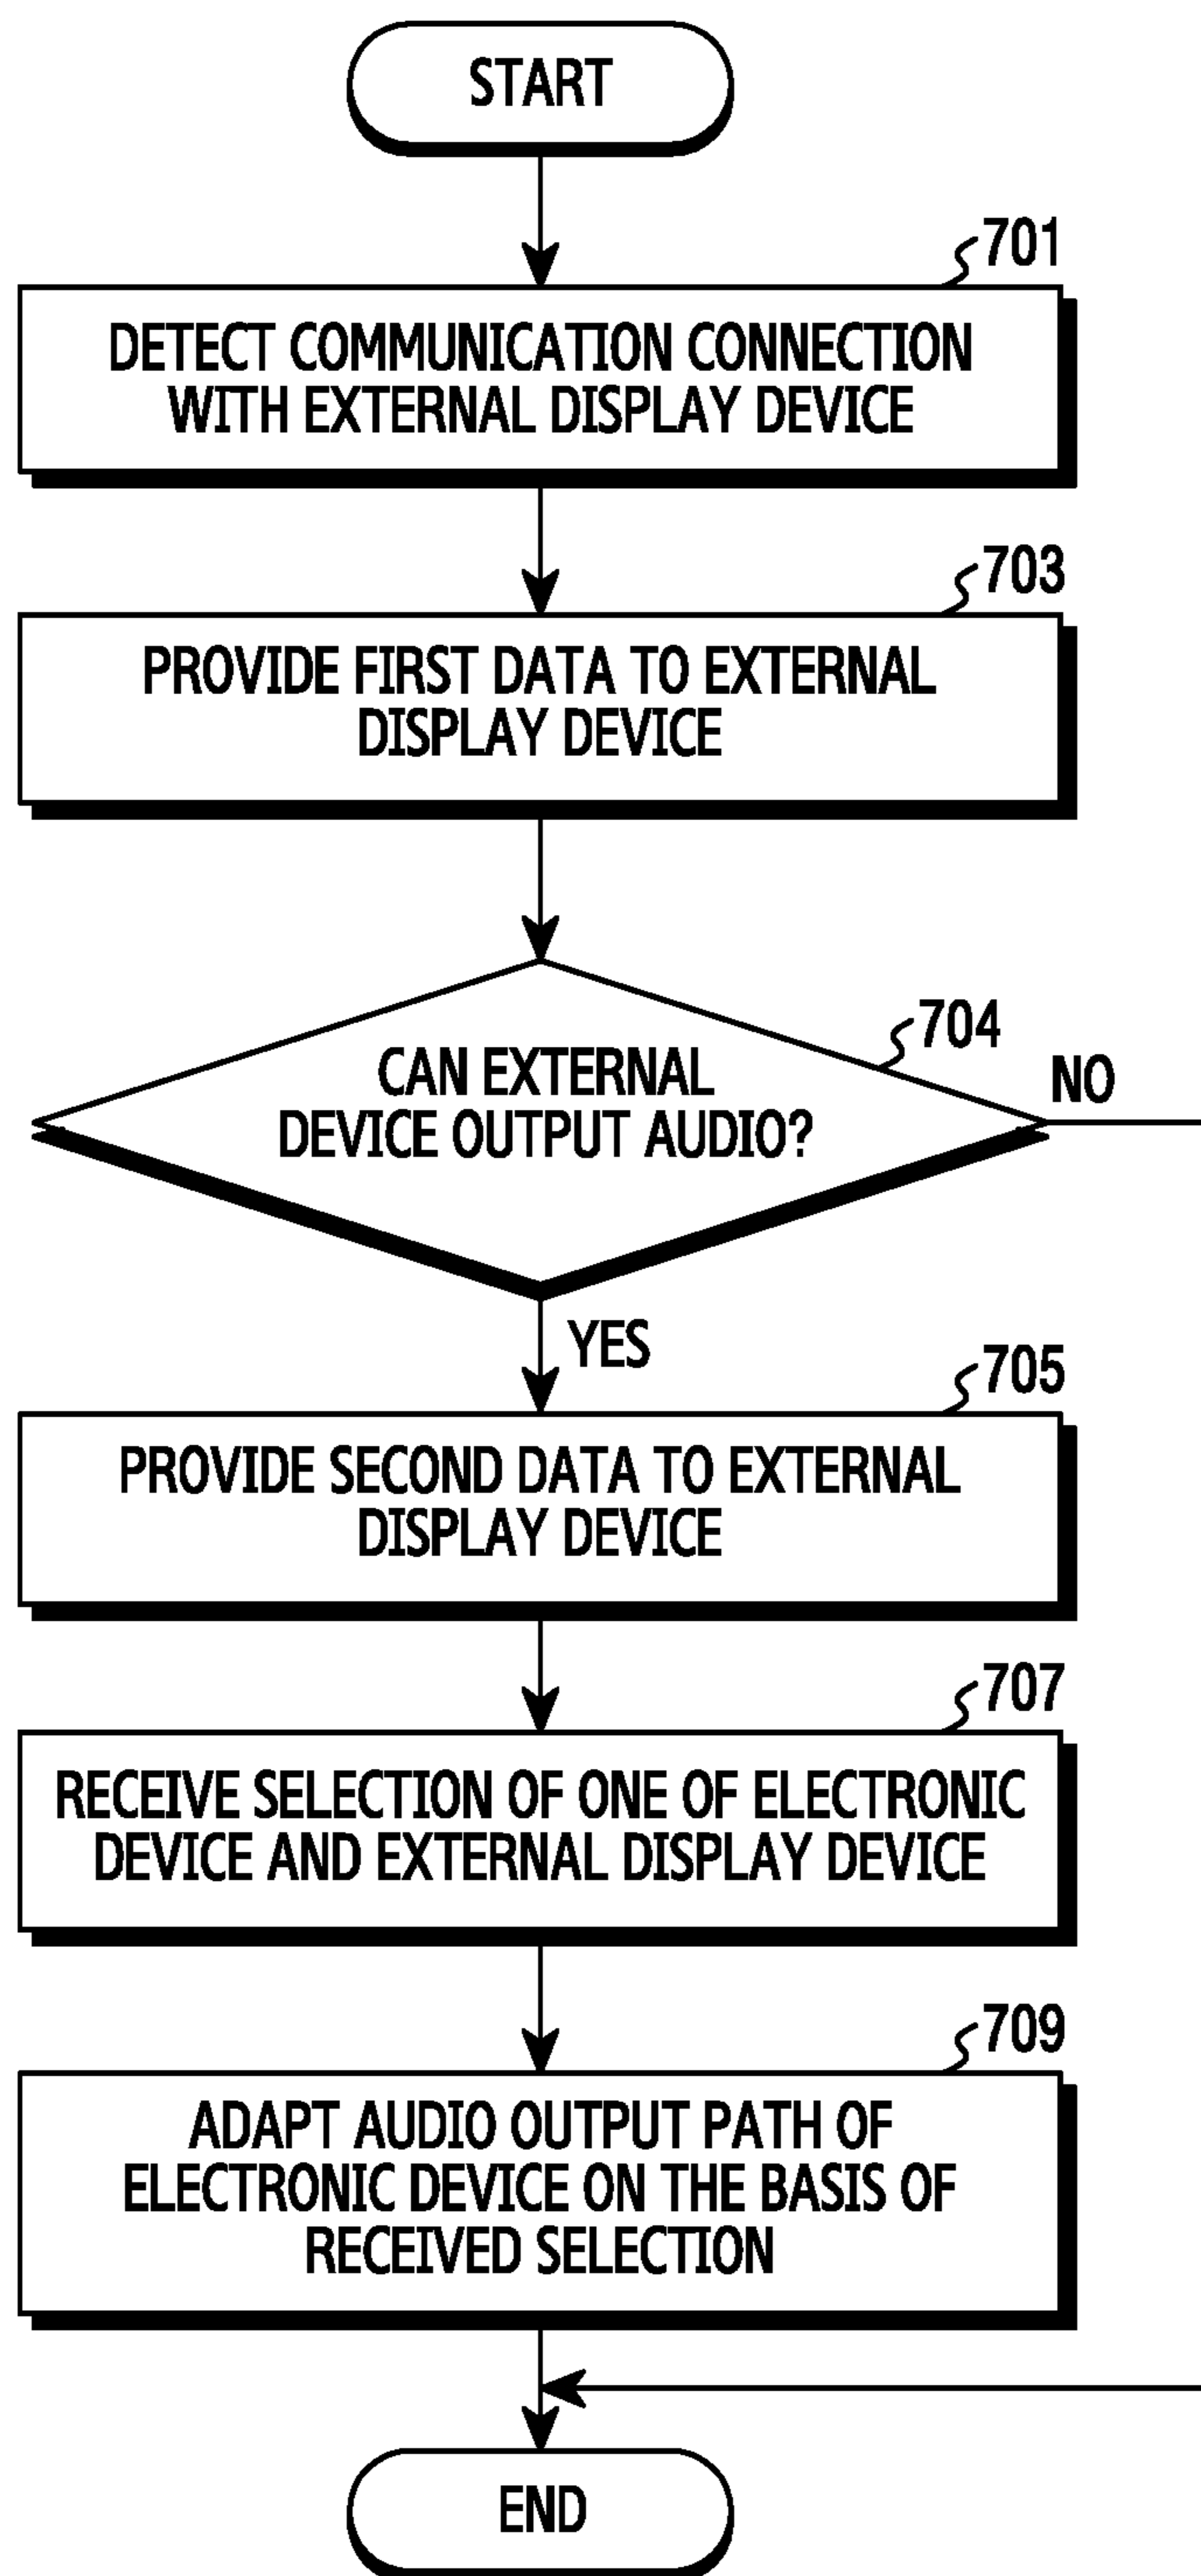 START
701
DETECT COMMUNICATION CONNECTION
WITH EXTERNAL DISPLAY DEVICE
703
PROVIDE FIRST DATA TO EXTERNAL
DISPLAY DEVICE
704
CAN EXTERNAL
DEVICE OUTPUT AUDIO?
NO
YES
705
PROVIDE SECOND DATA TO EXTERNAL
DISPLAY DEVICE
707
RECEIVE SELECTION OF ONE OF ELECTRONIC
DEVICE AND EXTERNAL DISPLAY DEVICE
709
ADAPT AUDIO OUTPUT PATH OF
ELECTRONIC DEVICE ON THE BASIS OF
RECEIVED SELECTION
END